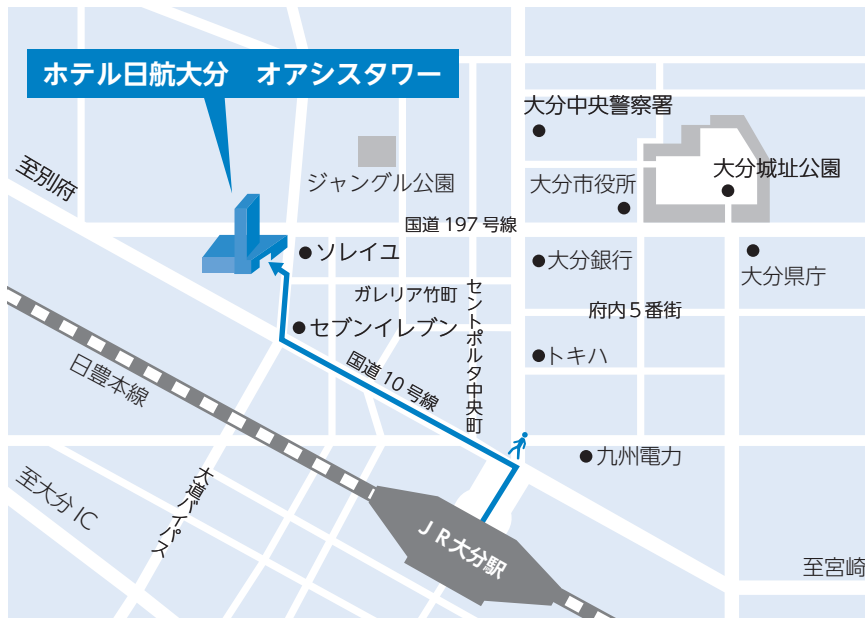 ホテル日航大分　オアシスタワー
大分中央警察署
至別府
ジャングル公園
大分市役所
大分城址公園
国道 197 号線
ソレイユ
大分銀行
大分県庁
ガレリア竹町
セントポルタ中央町
府内 5 番街
セブンイレブン
トキハ
国道 10 号線
日豊本線
九州電力
大道バイパス
至大分 IC
ＪＲ大分駅
至宮崎